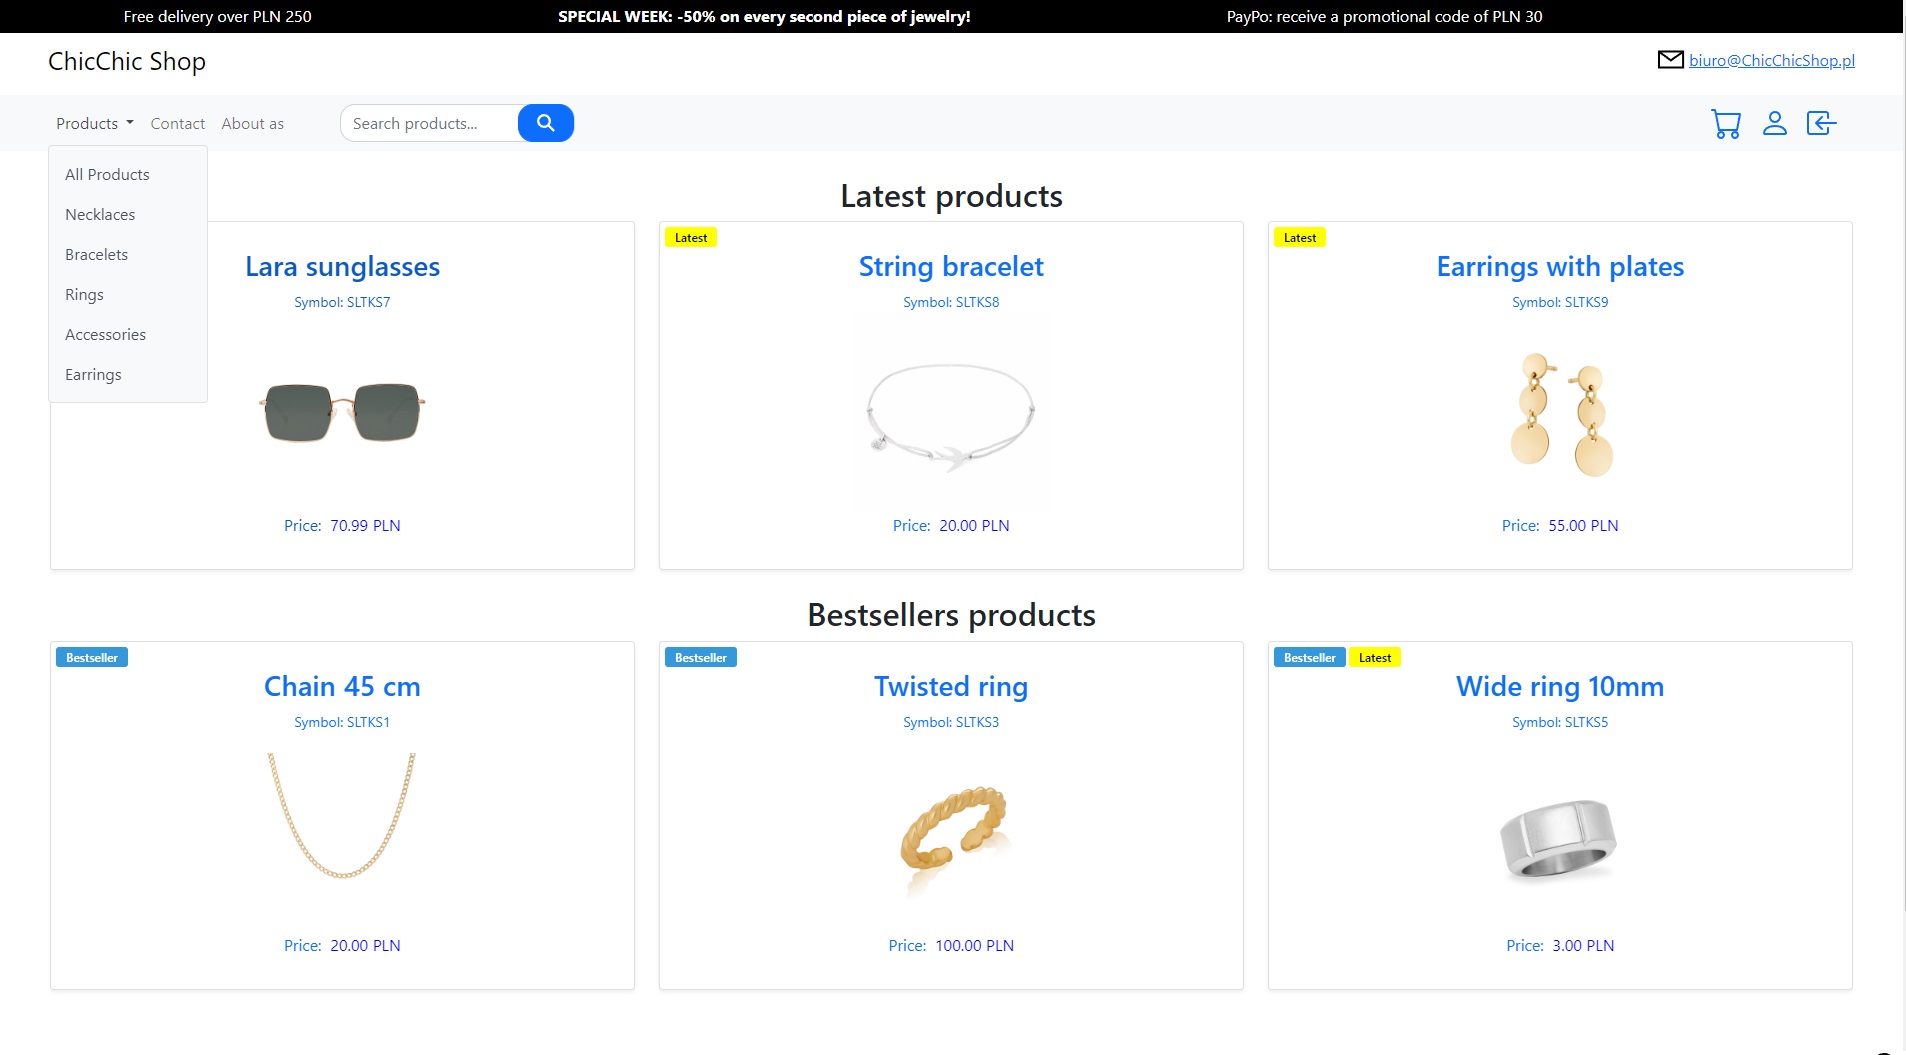 Free delivery over PLN 250
SPECIAL WEEK: -50% on every second piece of jewelry!
PayPo: receive a promotional code of PLN 30
ChicChic Shop
biuro@ChicChicShop.pl
Products
Contact
About as
Search products...
All Products
Necklaces
Bracelets
Rings
Accessories
Earrings
Latest products
Lara sunglasses
Symbol: SLTKS7
Price: 70.99 PLN
Latest
String bracelet
Symbol: SLTKS8
Price: 20.00 PLN
Latest
Earrings with plates
Symbol: SLTKS9
Price: 55.00 PLN
Bestsellers products
Bestseller
Chain 45 cm
Symbol: SLTKS1
Price: 20.00 PLN
Bestseller
Twisted ring
Symbol: SLTKS3
Price: 100.00 PLN
Bestseller Latest
Wide ring 10mm
Symbol: SLTKS5
Price: 3.00 PLN